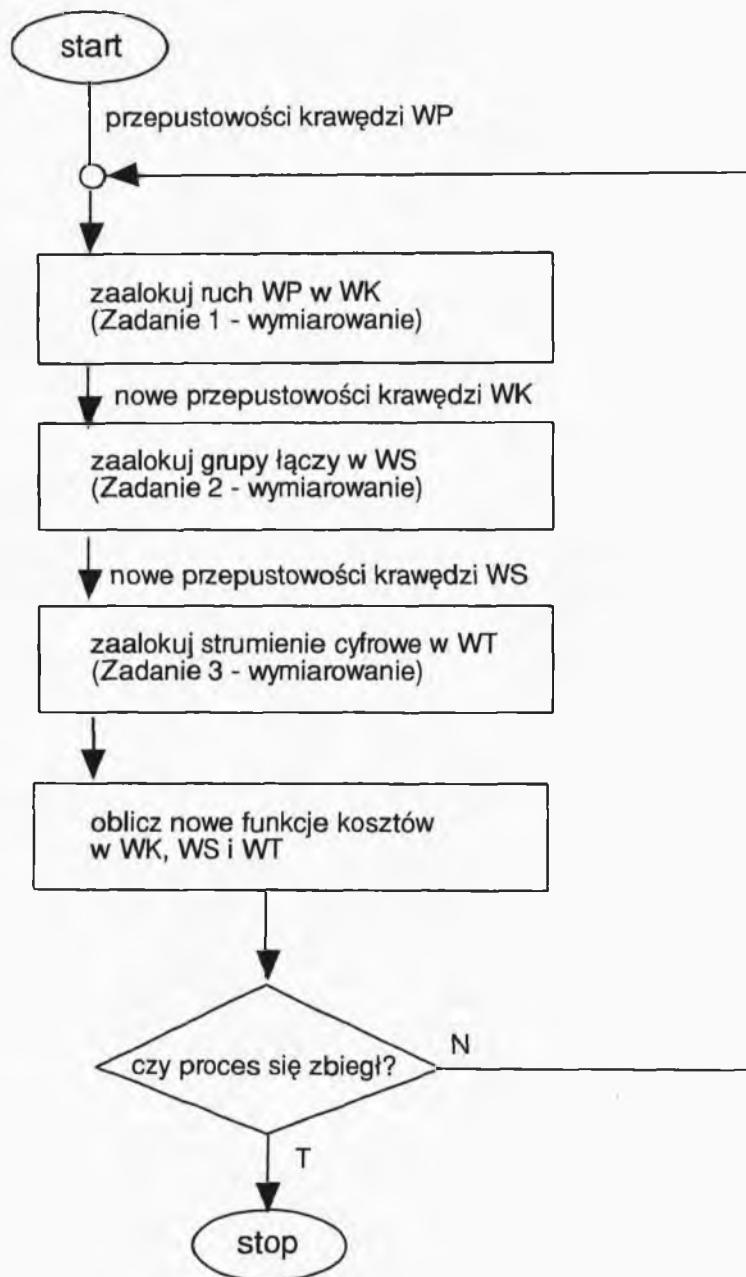 start
przepustowości krawędzi WP
zaalokuj ruch WP w WK
(Zadanie 1 - wymiarowanie)
nowe przepustowości krawędzi WK
zaalokuj grupy łączy w WS
(Zadanie 2 - wymiarowanie)
nowe przepustowości krawędzi WS
zaalokuj strumienie cyfrowe w WT
(Zadanie 3 - wymiarowanie)
oblicz nowe funkcje kosztów
w WK, WS i WT
czy proces się zbiegł?
N
T
stop